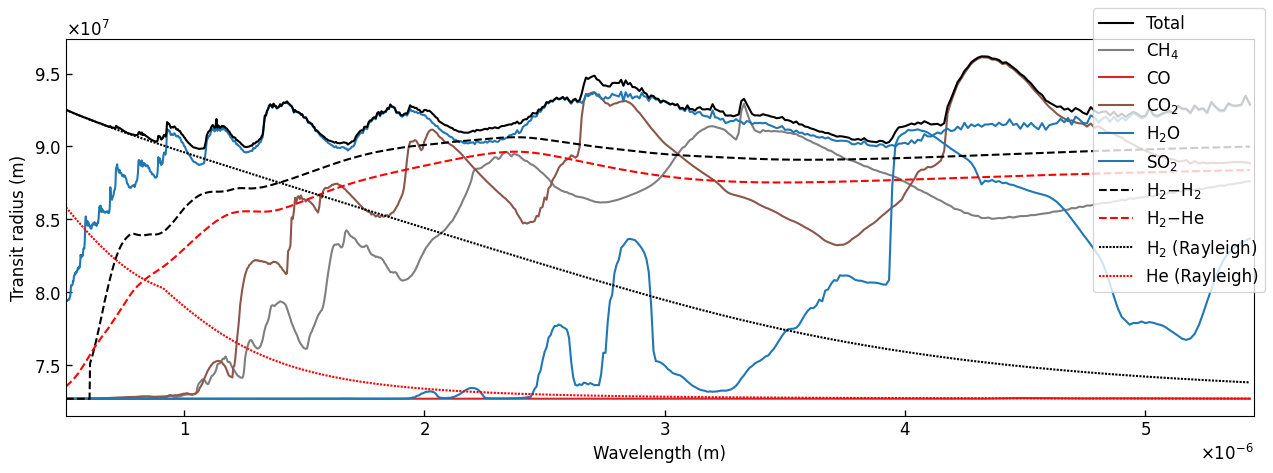 ×10⁷
Transit radius (m)
9.5
9.0
8.5
8.0
7.5
1
2
3
4
5
Wavelength (m)
×10⁻⁶
Total
CH₄
CO
CO₂
H₂O
SO₂
H₂−H₂
H₂−He
H₂ (Rayleigh)
He (Rayleigh)